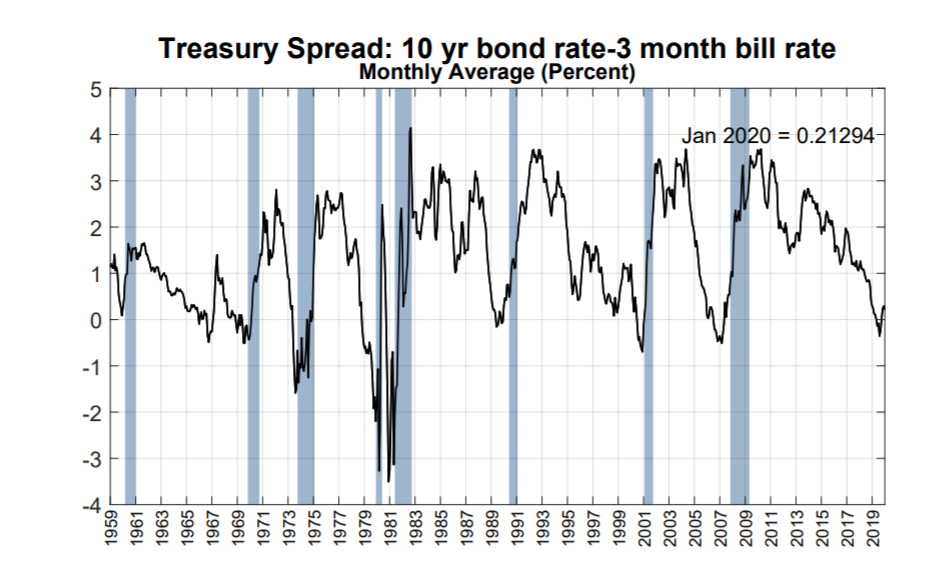 Treasury Spread: 10 yr bond rate-3 month bill rate
Monthly Average (Percent)
Jan 2020 = 0.21294
5
4
3
2
1
0
-1
-2
-3
-4
1959 1961 1963 1965 1967 1969 1971 1973 1975 1977 1979 1981 1983 1985 1987 1989 1991 1993 1995 1997 1999 2001 2003 2005 2007 2009 2011 2013 2015 2017 2019